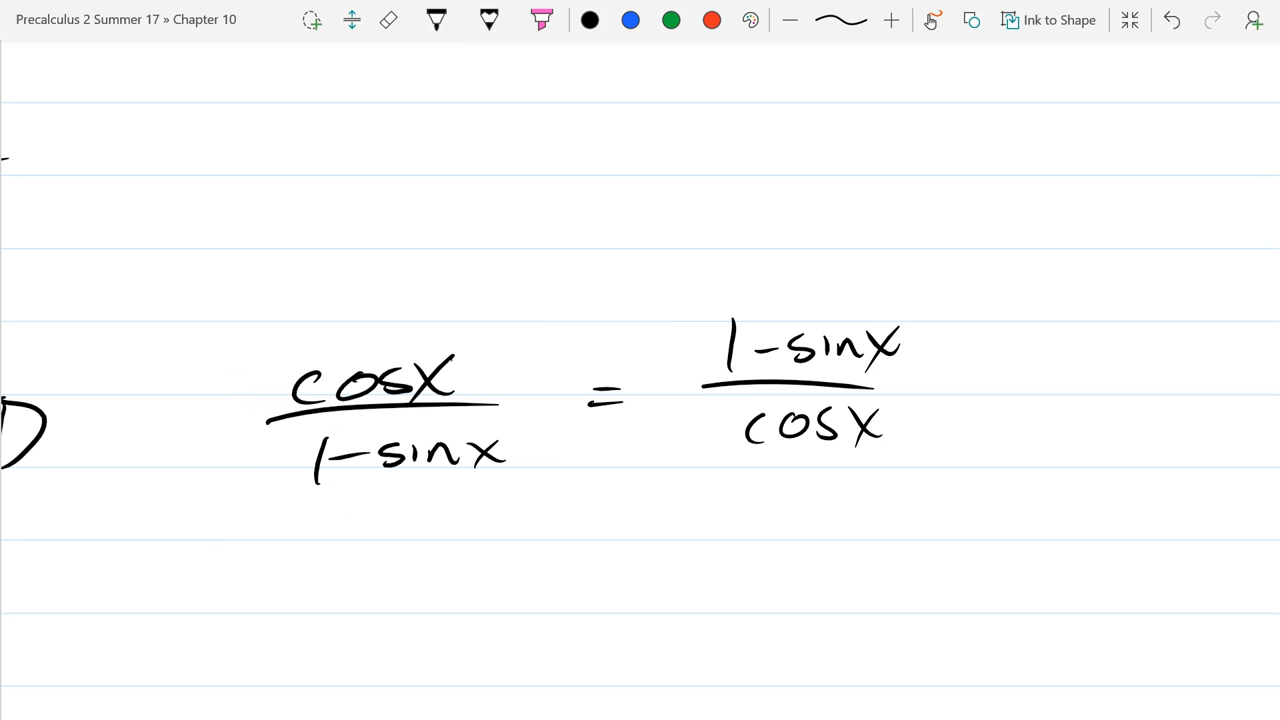 Precalculus 2 Summer 17 » Chapter 10
Ink to Shape
cosx / 1-sinx = 1-sinx / cosx